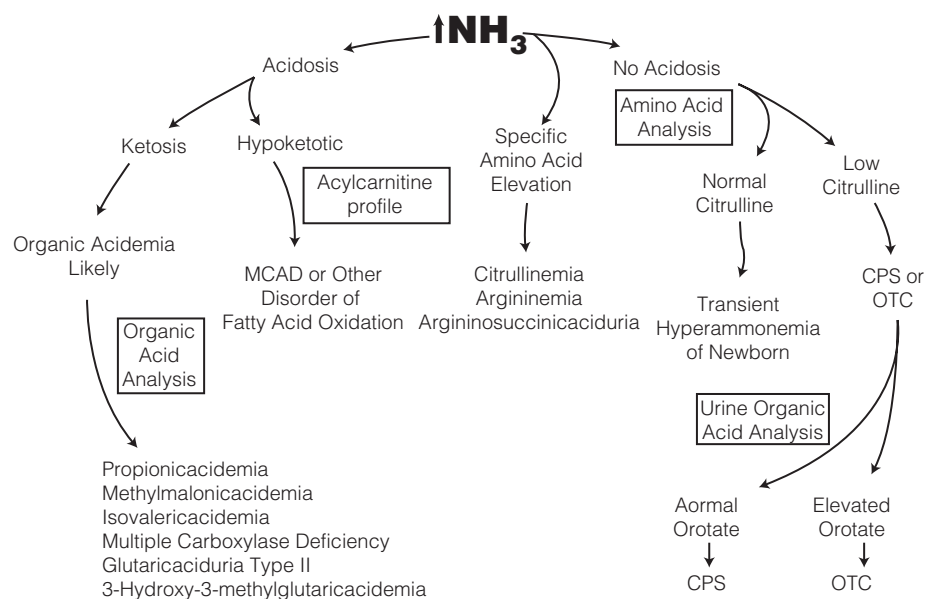 ↑NH3
Acidosis
No Acidosis
Amino Acid
Analysis
Ketosis
Hypoketotic
Specific
Amino Acid
Elevation
Acylcarnitine
profile
Normal
Citrulline
Low
Citrulline
Organic Acidemia
Likely
MCAD or Other
Disorder of
Fatty Acid Oxidation
Citrullinemia
Argininemia
Argininosuccinicaciduria
Transient
Hyperammonemia
of Newborn
CPS or
OTC
Organic
Acid
Analysis
Urine Organic
Acid Analysis
Propionicacidemia
Methylmalonicacidemia
Isovalericacidemia
Multiple Carboxylase Deficiency
Glutaricaciduria Type II
3-Hydroxy-3-methylglutaricacidemia
Aormal
Orotate
CPS
Elevated
Orotate
OTC